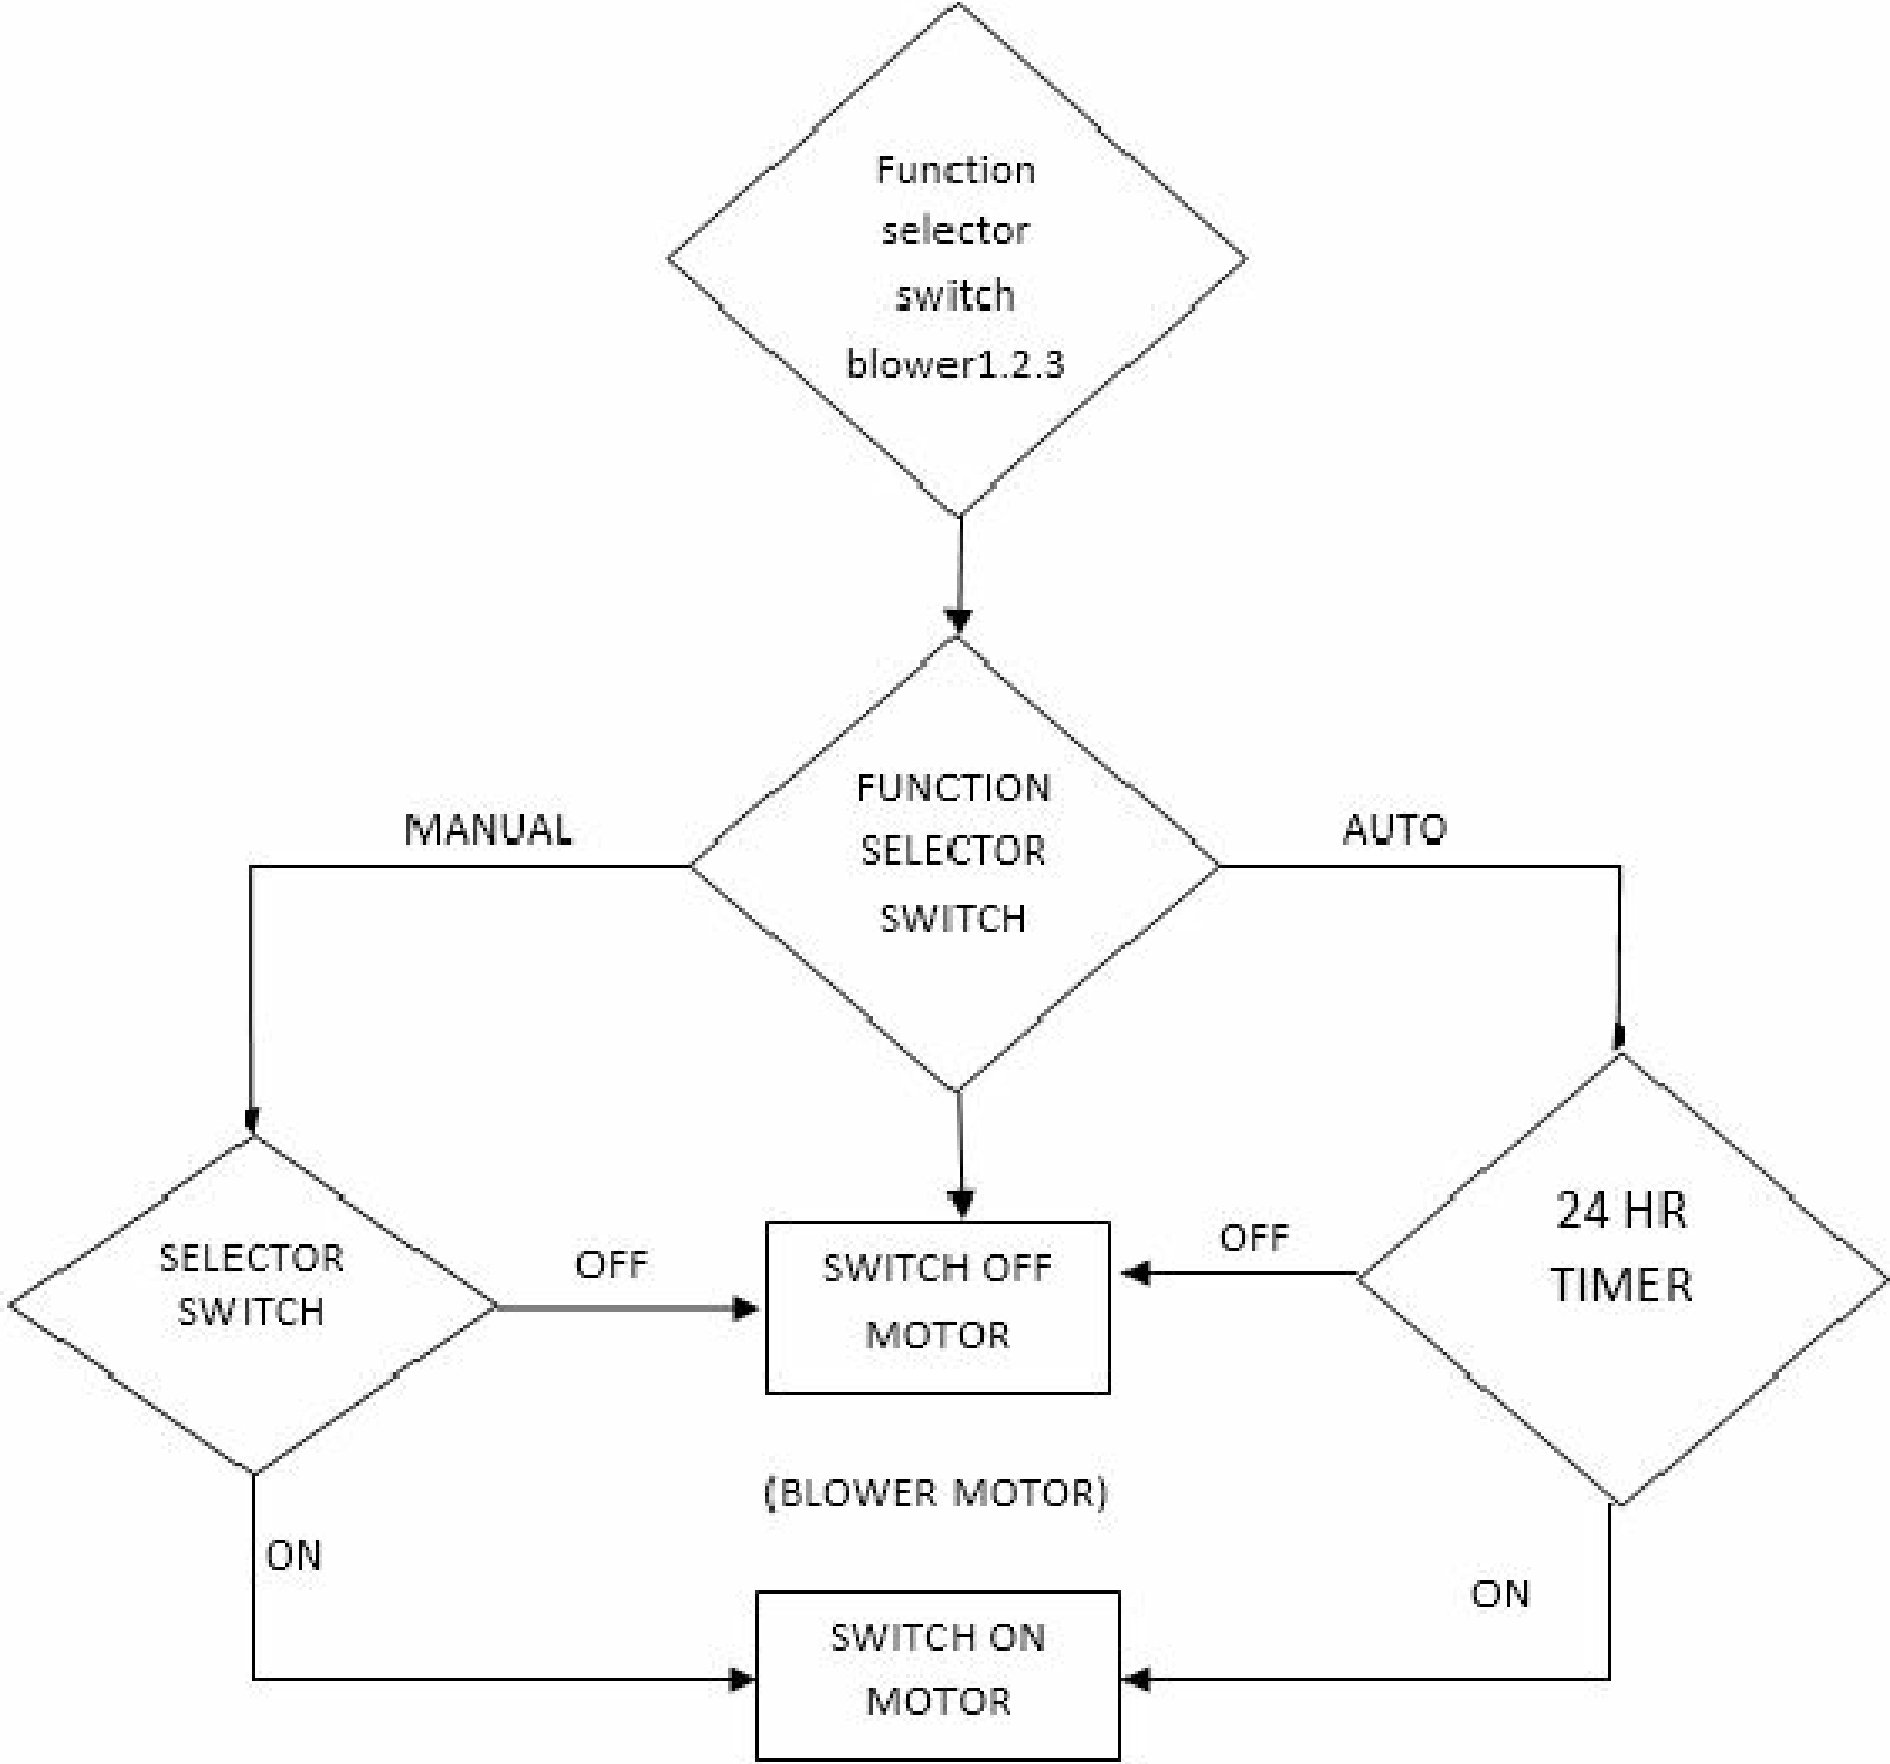 Function
selector
switch
blower1.2.3
FUNCTION
SELECTOR
SWITCH
MANUAL
AUTO
SELECTOR
SWITCH
OFF
SWITCH OFF
MOTOR
OFF
24 HR
TIMER
(BLOWER MOTOR)
ON
ON
SWITCH ON
MOTOR